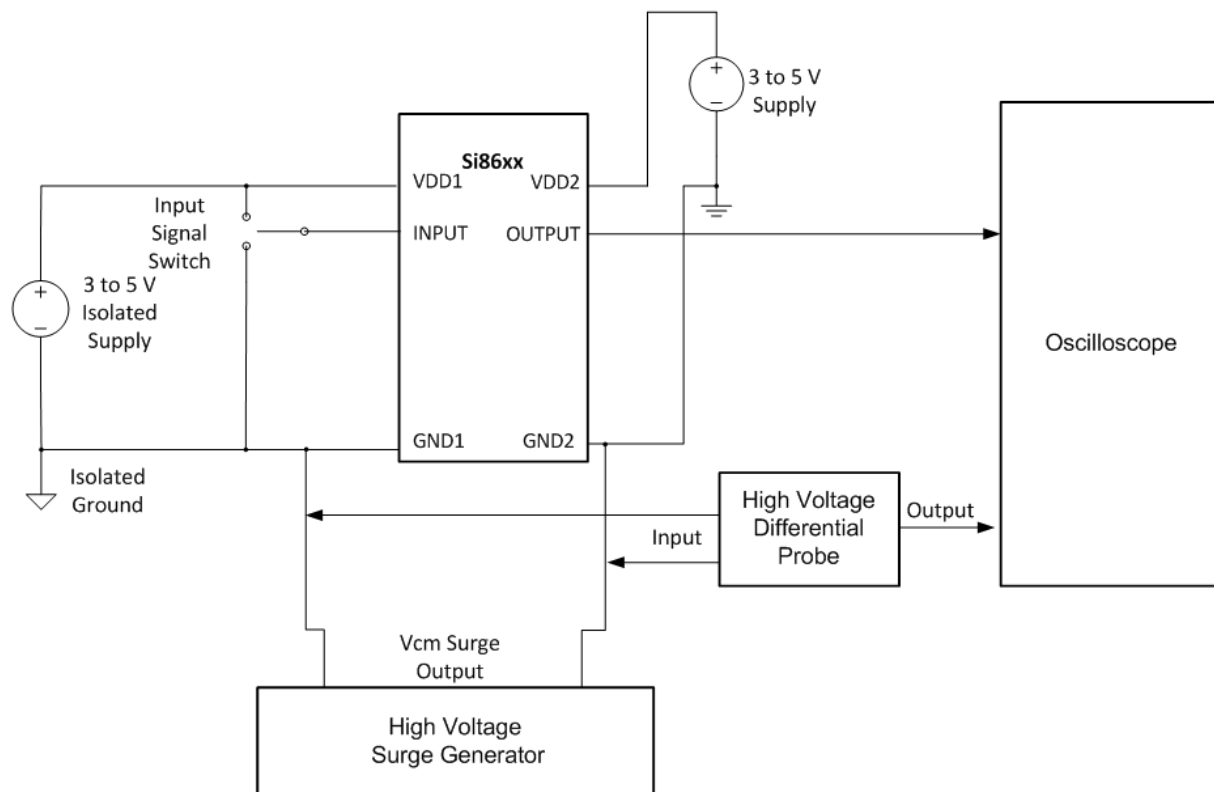 3 to 5 V
Supply
+
−
Si86xx
VDD1
VDD2
Input
Signal
Switch
INPUT
OUTPUT
3 to 5 V
Isolated
Supply
+
−
Oscilloscope
GND1
GND2
Isolated
Ground
High Voltage
Differential
Probe
Input
Output
Vcm Surge
Output
High Voltage
Surge Generator